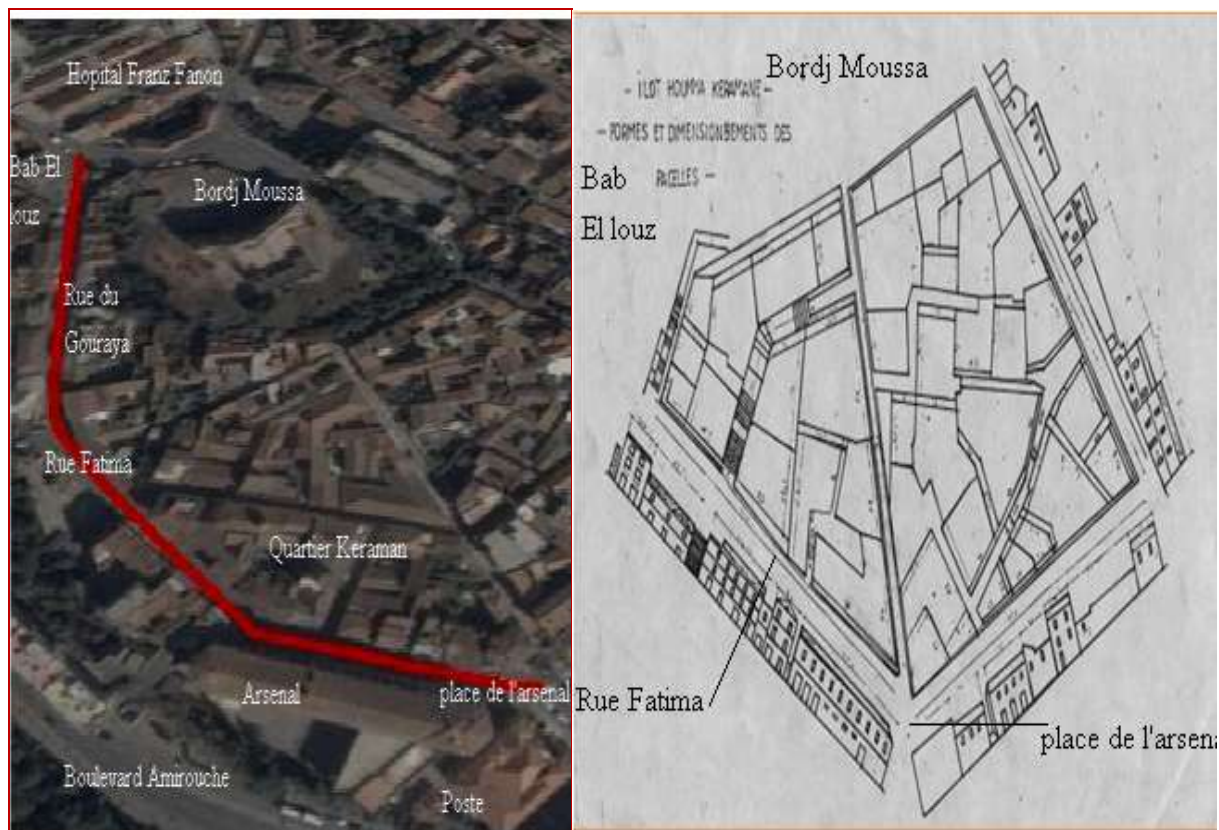 Hopital Franz Fanon
Bab El
louz
Bordj Moussa
Rue du
Gouraya
Rue Fatima
Quartier Keraman
Arsenal
place de l'arsenal
Boulevard Amirouche
Poste
Bordj Moussa
- ILOT HOUMA KERAMANE -
- FORMES ET DIMENSIONBEMENTS DES
PACELLES -
Bab
El louz
Rue Fatima
place de l'arsena